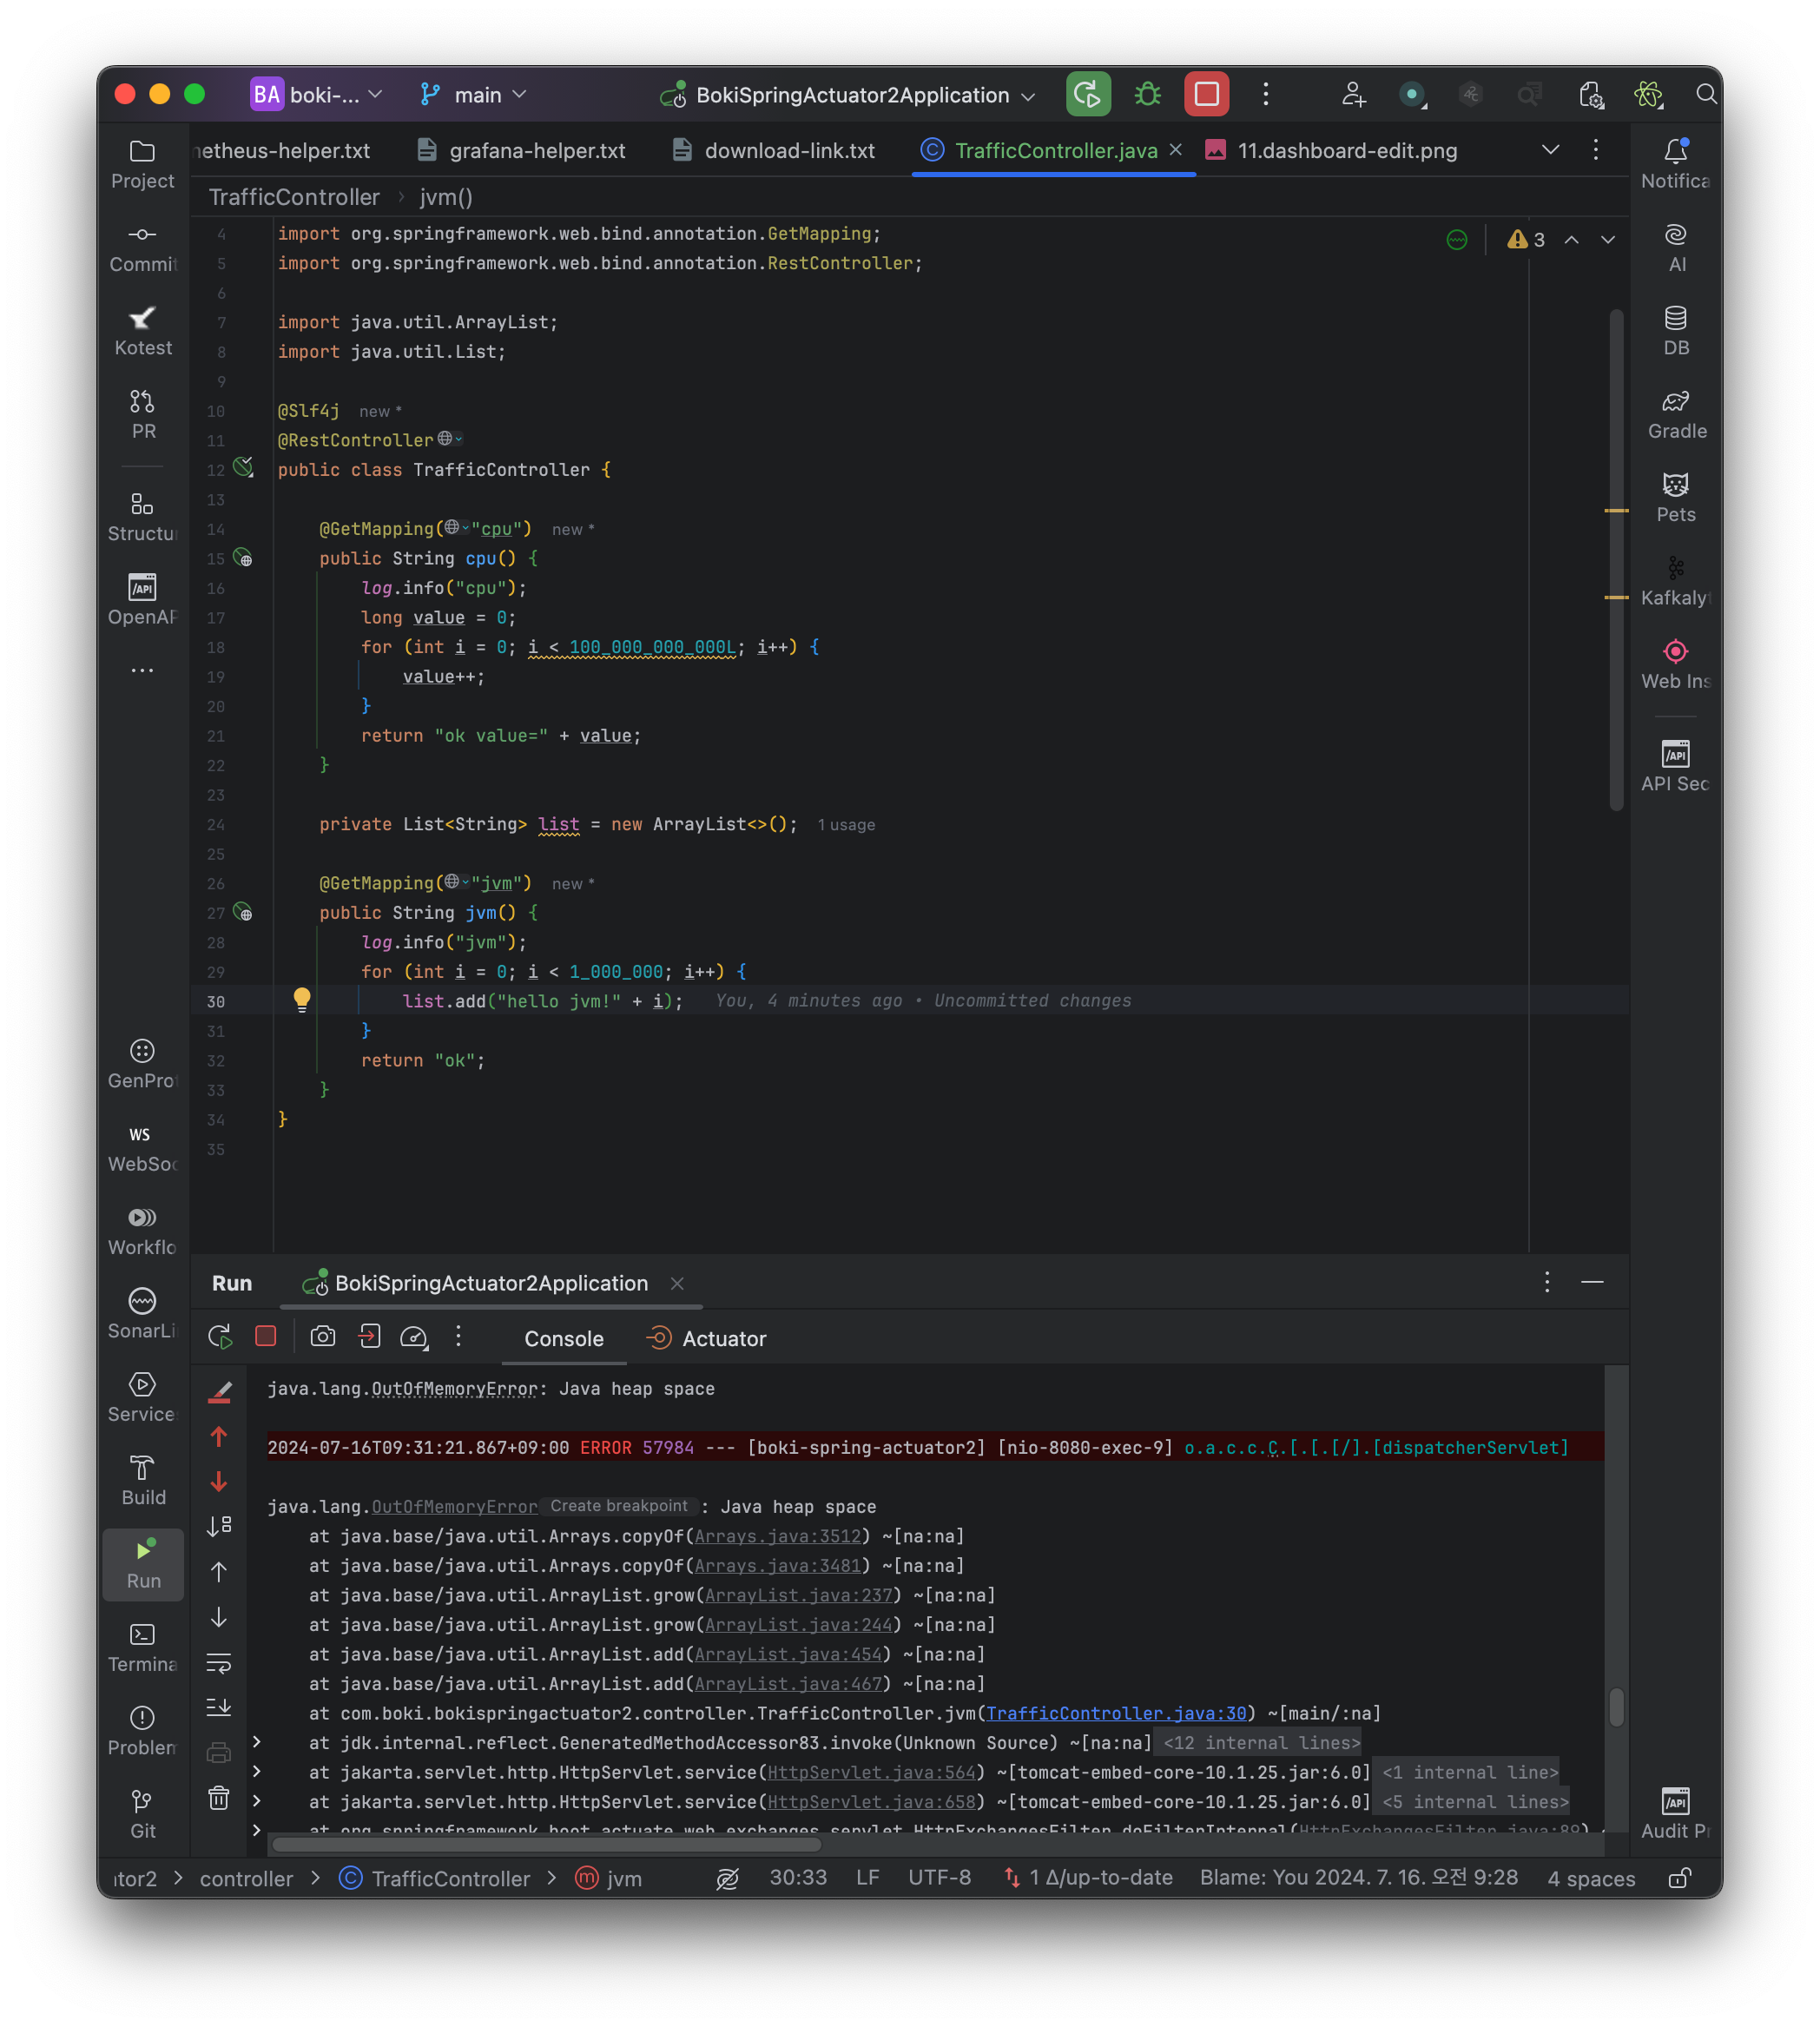 BA boki-... main BokiSpringActuator2Application
Project
Commit
Kotest
PR
Structu
OpenAP
GenPro
WS
WebSoc
Workflo
SonarLi
Service
Build
Run
Termina
Problem
Git
etheus-helper.txt grafana-helper.txt download-link.txt TrafficController.java 11.dashboard-edit.png
TrafficController › jvm()
3
4 import org.springframework.web.bind.annotation.GetMapping;
5 import org.springframework.web.bind.annotation.RestController;
6
7 import java.util.ArrayList;
8 import java.util.List;
9
10 @Slf4j new *
11 @RestController
12 public class TrafficController {
13
14 @GetMapping("cpu") new *
15 public String cpu() {
16 log.info("cpu");
17 long value = 0;
18 for (int i = 0; i < 100_000_000_000L; i++) {
19 value++;
20 }
21 return "ok value=" + value;
22 }
23
24 private List<String> list = new ArrayList<>(); 1 usage
25
26 @GetMapping("jvm") new *
27 public String jvm() {
28 log.info("jvm");
29 for (int i = 0; i < 1_000_000; i++) {
30 list.add("hello jvm!" + i); You, 4 minutes ago • Uncommitted changes
31 }
32 return "ok";
33 }
34 }
35
Notifica
AI
DB
Gradle
Pets
Kafkalyt
Web Ins
/API
API Sec
/API
Audit Pr
Run BokiSpringActuator2Application
Console Actuator
java.lang.OutOfMemoryError: Java heap space
2024-07-16T09:31:21.867+09:00 ERROR 57984 --- [boki-spring-actuator2] [nio-8080-exec-9] o.a.c.c.C.[.[.[/].[dispatcherServlet]
java.lang.OutOfMemoryError Create breakpoint : Java heap space
at java.base/java.util.Arrays.copyOf(Arrays.java:3512) ~[na:na]
at java.base/java.util.Arrays.copyOf(Arrays.java:3481) ~[na:na]
at java.base/java.util.ArrayList.grow(ArrayList.java:237) ~[na:na]
at java.base/java.util.ArrayList.grow(ArrayList.java:244) ~[na:na]
at java.base/java.util.ArrayList.add(ArrayList.java:454) ~[na:na]
at java.base/java.util.ArrayList.add(ArrayList.java:467) ~[na:na]
at com.boki.bokispringactuator2.controller.TrafficController.jvm(TrafficController.java:30) ~[main/:na]
at jdk.internal.reflect.GeneratedMethodAccessor83.invoke(Unknown Source) ~[na:na] <12 internal lines>
at jakarta.servlet.http.HttpServlet.service(HttpServlet.java:564) ~[tomcat-embed-core-10.1.25.jar:6.0] <1 internal line>
at jakarta.servlet.http.HttpServlet.service(HttpServlet.java:658) ~[tomcat-embed-core-10.1.25.jar:6.0] <5 internal lines>
at org.springframework.boot.actuate.web.exchanges.servlet.HttpExchangesFilter.doFilterInternal(HttpExchangesFilter.java:89)
tor2 > controller > TrafficController > jvm 30:33 LF UTF-8 1 Δ/up-to-date Blame: You 2024. 7. 16. 오전 9:28 4 spaces